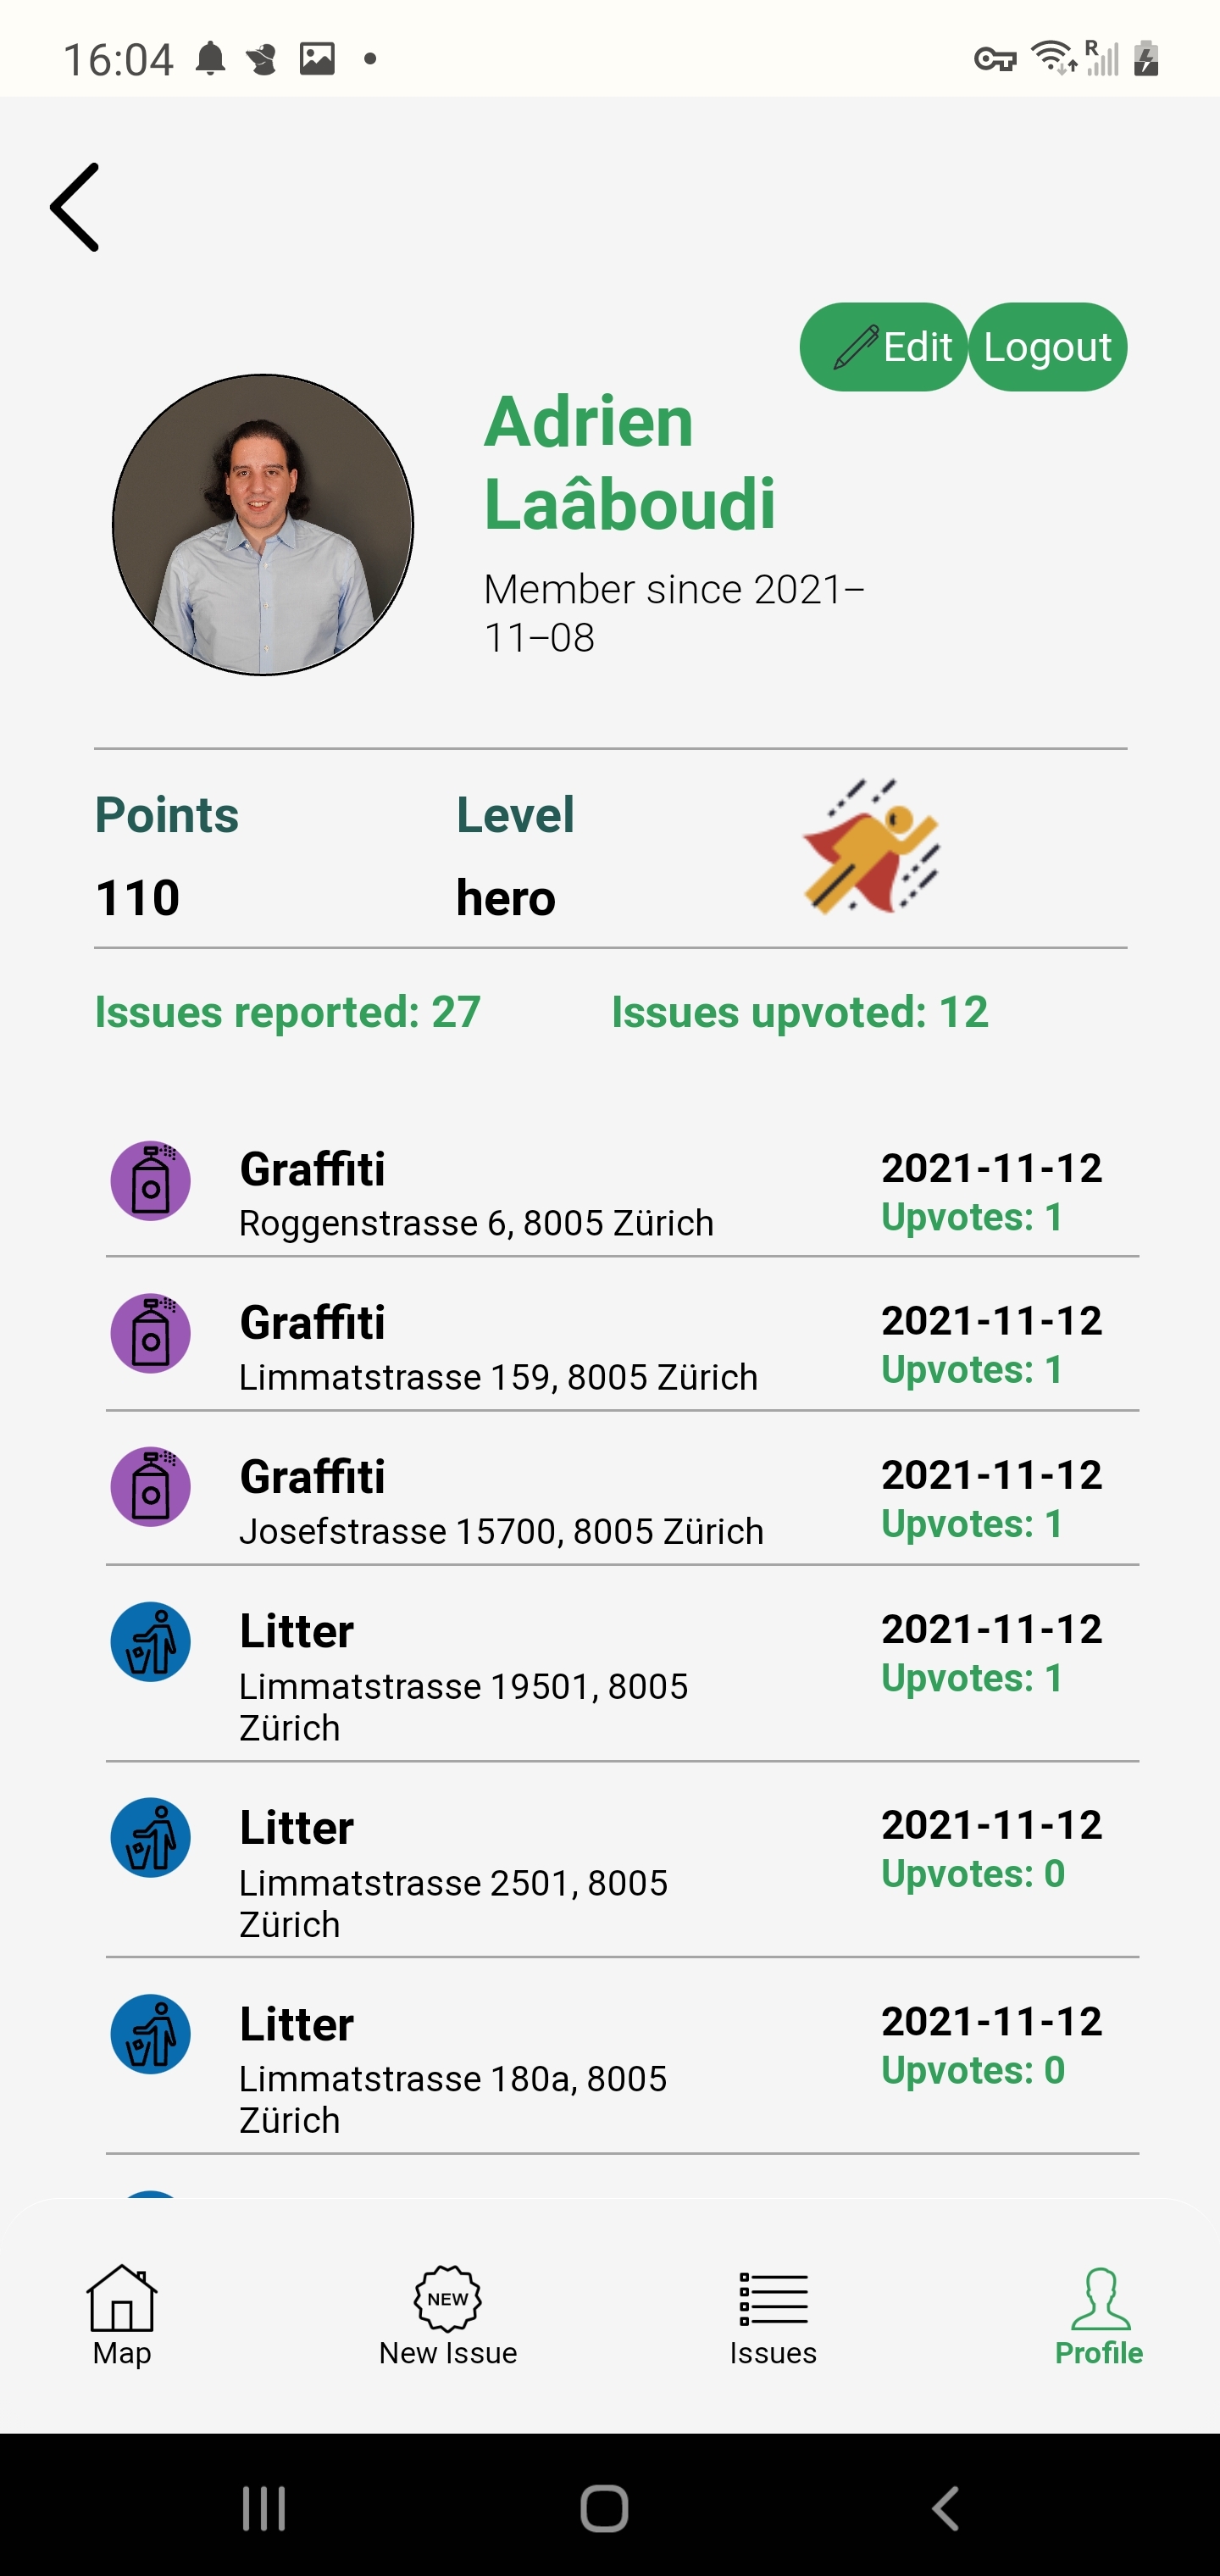 16:04
R
Edit
Logout
Adrien
Laâboudi
Member since 2021–
11–08
Points
Level
110
hero
Issues reported: 27
Issues upvoted: 12
Graffiti
2021-11-12
Roggenstrasse 6, 8005 Zürich
Upvotes: 1
Graffiti
2021-11-12
Limmatstrasse 159, 8005 Zürich
Upvotes: 1
Graffiti
2021-11-12
Josefstrasse 15700, 8005 Zürich
Upvotes: 1
Litter
2021-11-12
Limmatstrasse 19501, 8005
Zürich
Upvotes: 1
Litter
2021-11-12
Limmatstrasse 2501, 8005
Zürich
Upvotes: 0
Litter
2021-11-12
Limmatstrasse 180a, 8005
Zürich
Upvotes: 0
NEW
Map
New Issue
Issues
Profile